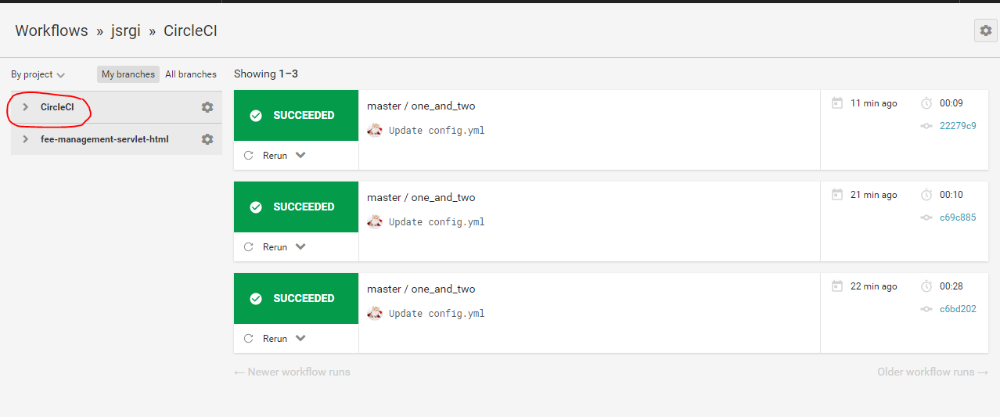 Workflows » jsrgi » CircleCI
By project My branches All branches
CircleCI
fee-management-servlet-html
Showing 1–3
SUCCEEDED
Rerun
master / one_and_two
Update config.yml
11 min ago 00:09
22279c9
SUCCEEDED
Rerun
master / one_and_two
Update config.yml
21 min ago 00:10
c69c885
SUCCEEDED
Rerun
master / one_and_two
Update config.yml
22 min ago 00:28
c6bd202
← Newer workflow runs Older workflow runs →